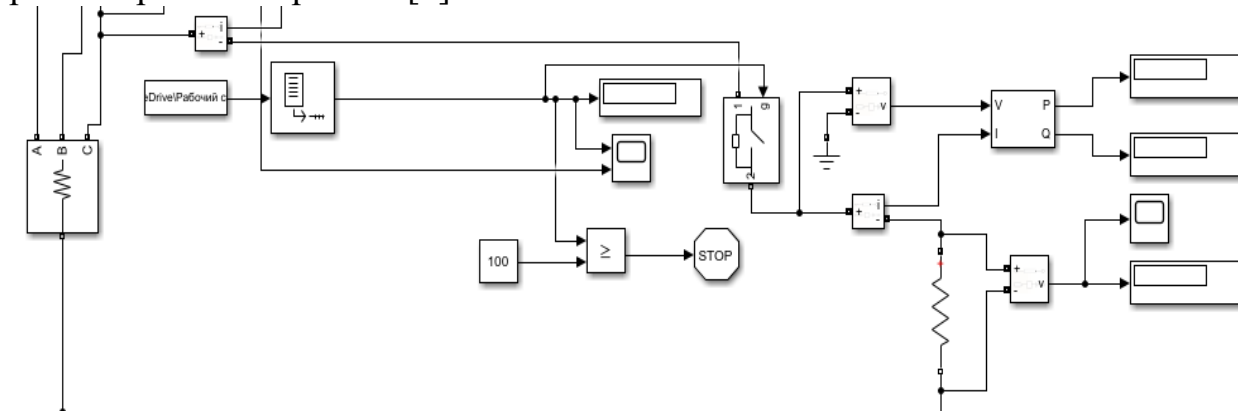 + i
-
eDrive\Рабочий с
A B C
1 g
2
+
- v
V P
I Q
+ i
-
100
≥
STOP
+
- v